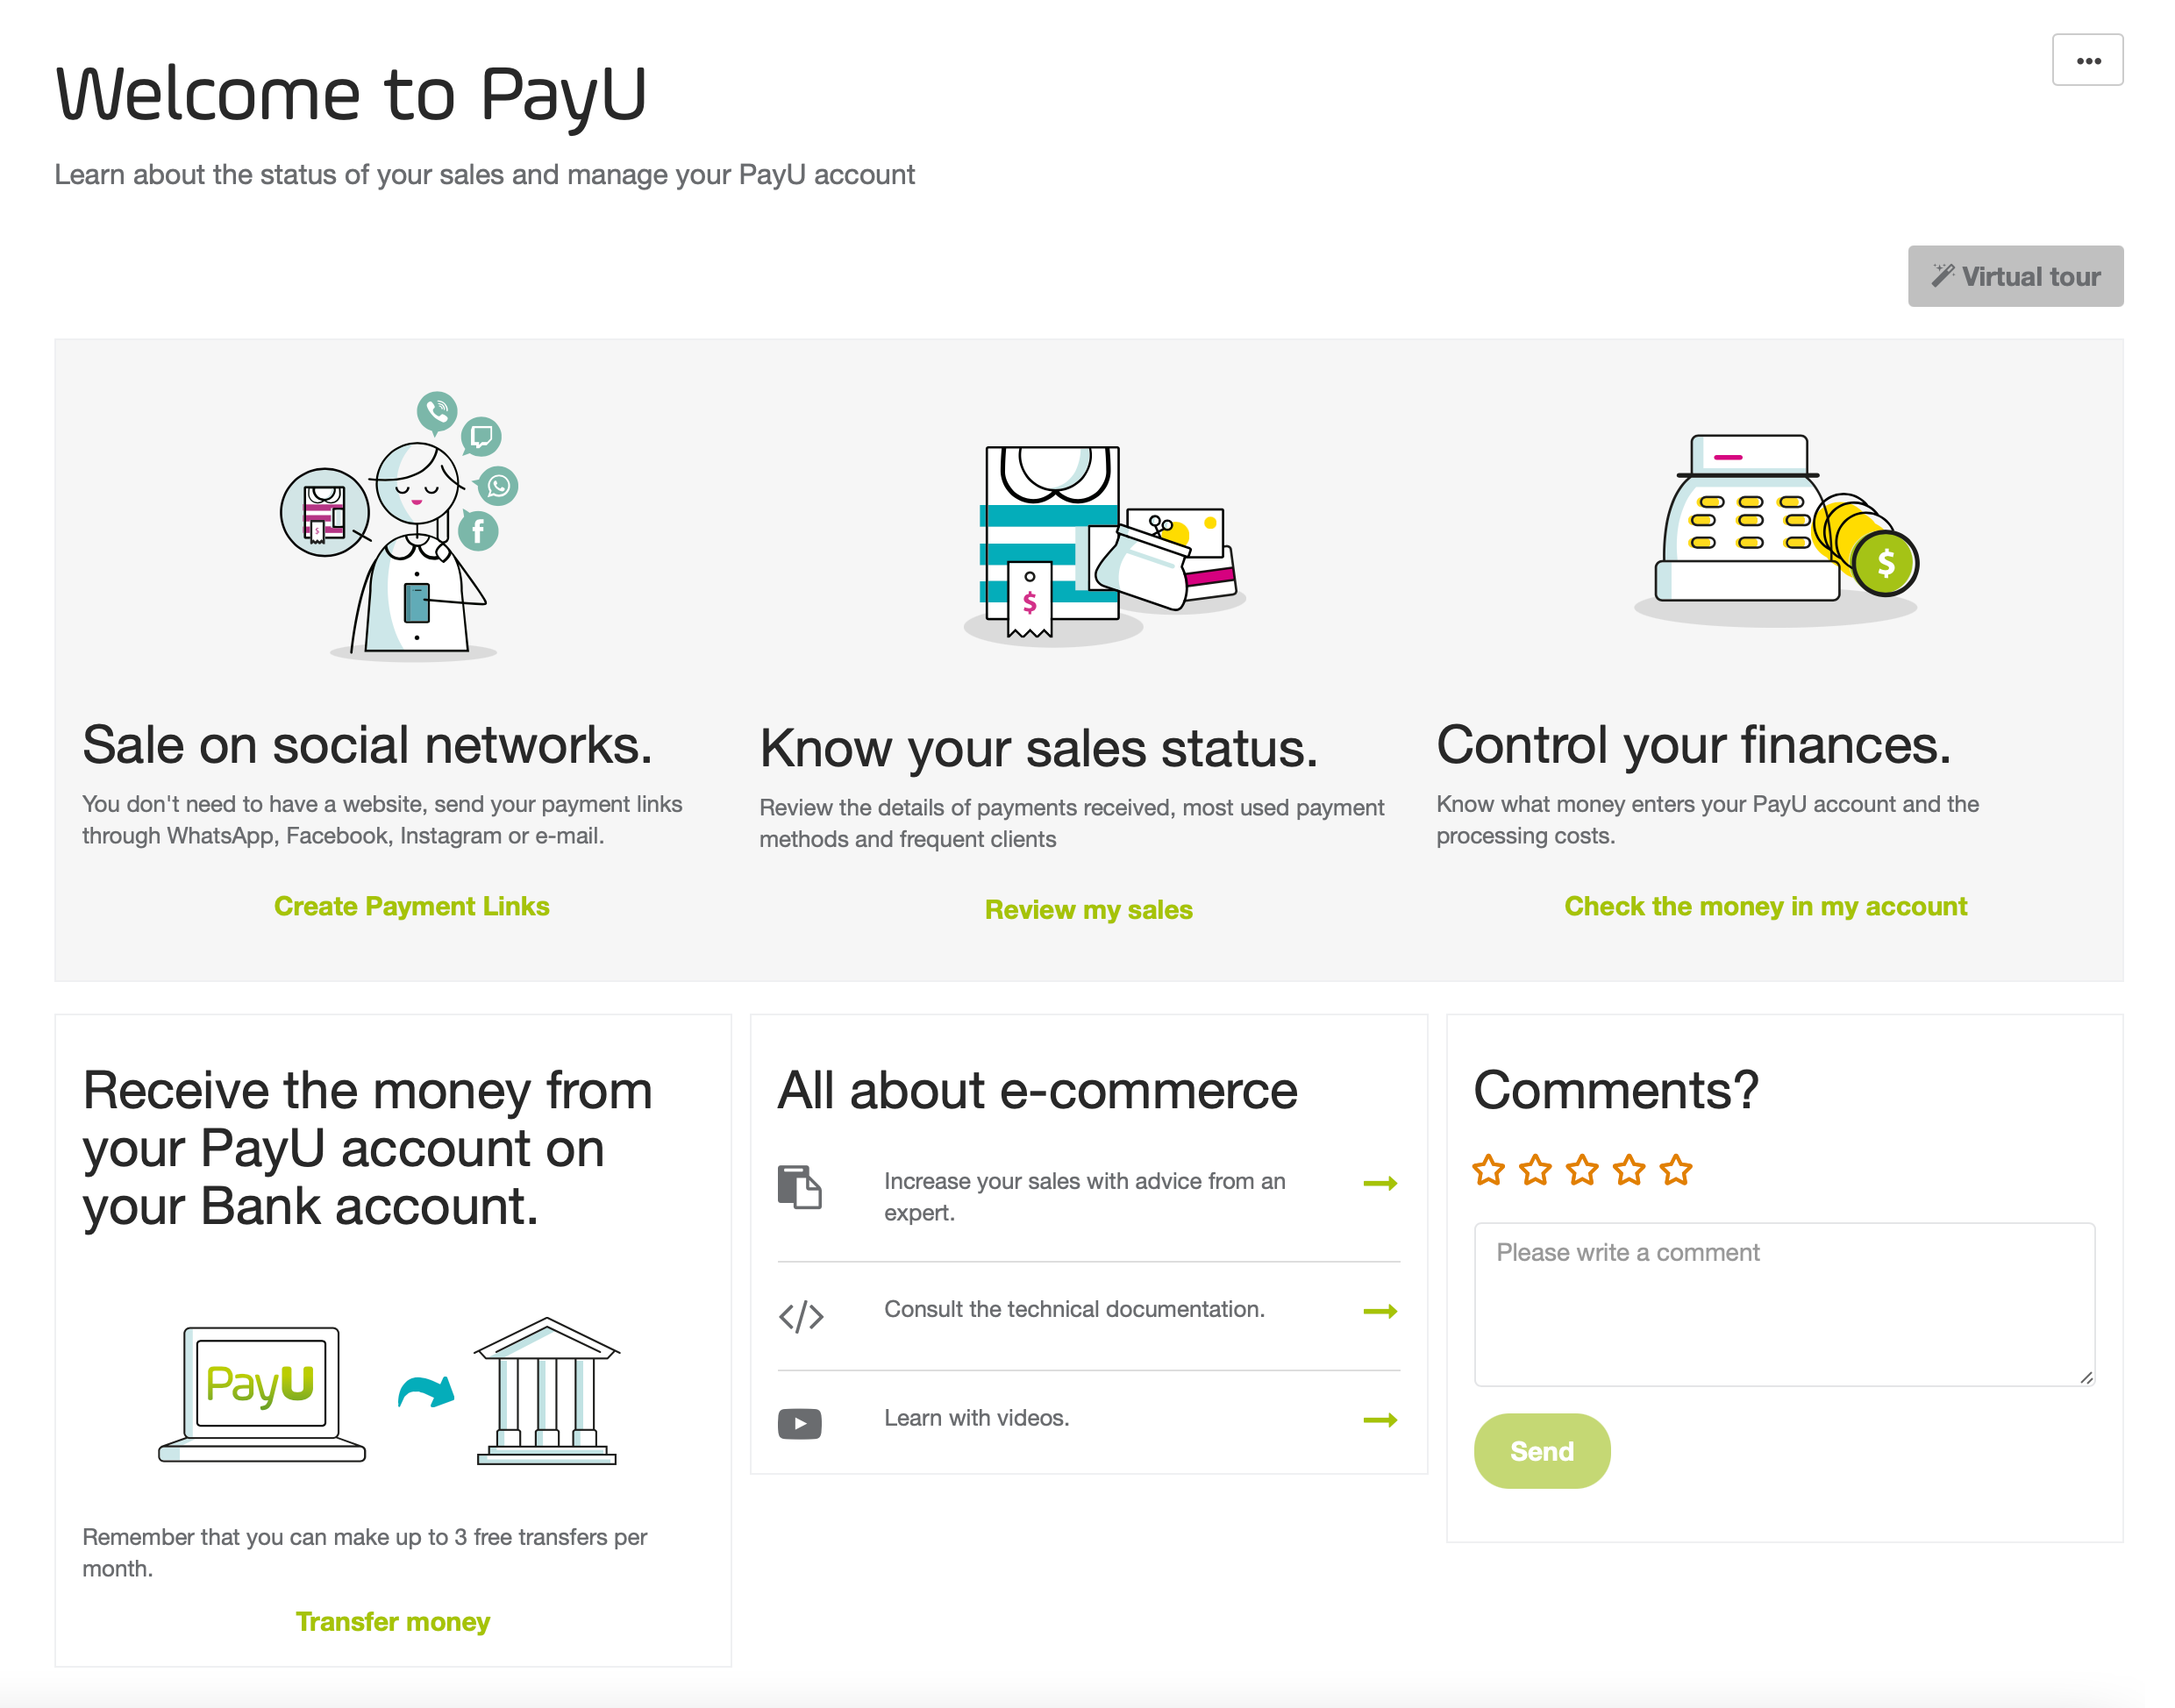 Welcome to PayU
•••
Learn about the status of your sales and manage your PayU account
Virtual tour
$
f
$
$
Sale on social networks.
You don't need to have a website, send your payment links
through WhatsApp, Facebook, Instagram or e-mail.
Create Payment Links
Know your sales status.
Review the details of payments received, most used payment
methods and frequent clients
Review my sales
Control your finances.
Know what money enters your PayU account and the
processing costs.
Check the money in my account
Receive the money from
your PayU account on
your Bank account.
PayU
Remember that you can make up to 3 free transfers per
month.
Transfer money
All about e-commerce
Increase your sales with advice from an
expert.
</>
Consult the technical documentation.
Learn with videos.
Comments?
Please write a comment
Send